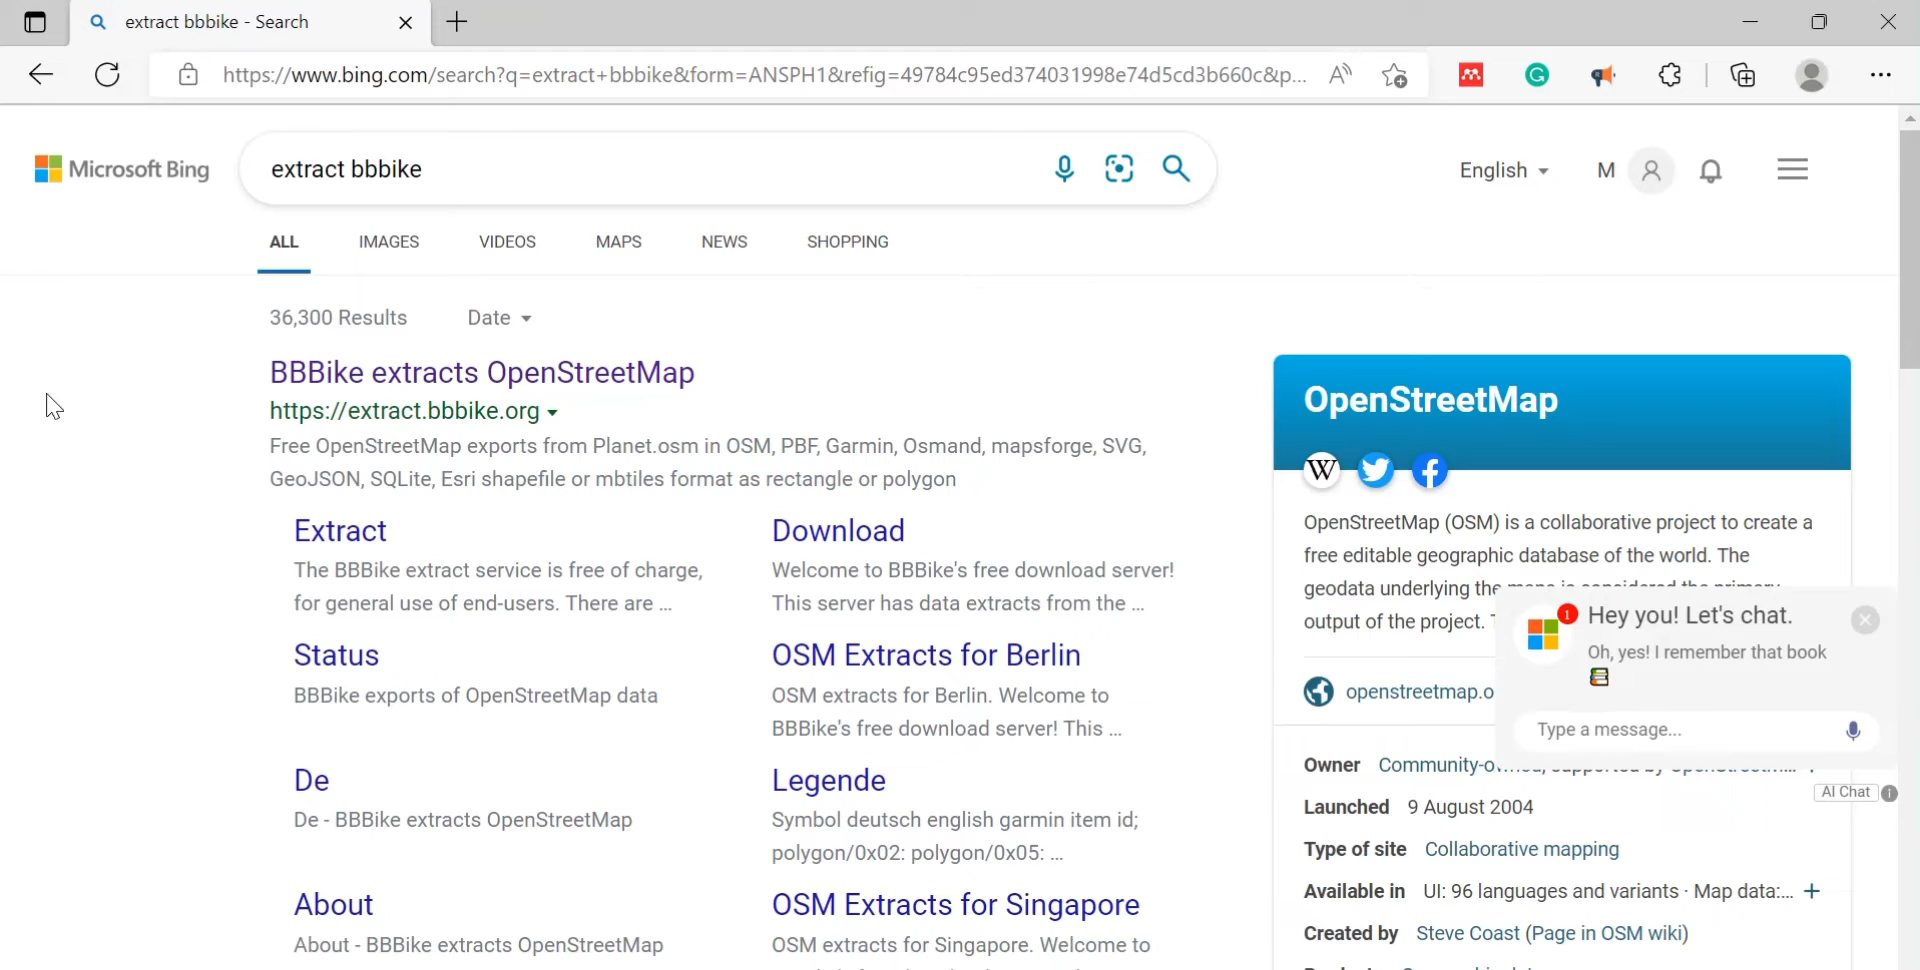 extract bbbike - Search
https://www.bing.com/search?q=extract+bbbike&form=ANSPH1&refig=49784c95ed374031998e74d5cd3b660c&p...
Microsoft Bing
extract bbbike
English
M
ALL IMAGES VIDEOS MAPS NEWS SHOPPING
36,300 Results Date
BBBike extracts OpenStreetMap
https://extract.bbbike.org
Free OpenStreetMap exports from Planet.osm in OSM, PBF, Garmin, Osmand, mapsforge, SVG,
GeoJSON, SQLite, Esri shapefile or mbtiles format as rectangle or polygon
Extract
The BBBike extract service is free of charge,
for general use of end-users. There are ...
Download
Welcome to BBBike's free download server!
This server has data extracts from the ...
Status
BBBike exports of OpenStreetMap data
OSM Extracts for Berlin
OSM extracts for Berlin. Welcome to
BBBike's free download server! This ...
De
De - BBBike extracts OpenStreetMap
Legende
Symbol deutsch english garmin item id;
polygon/0x02: polygon/0x05: ...
About
About - BBBike extracts OpenStreetMap
OSM Extracts for Singapore
OSM extracts for Singapore. Welcome to
OpenStreetMap
W
OpenStreetMap (OSM) is a collaborative project to create a
free editable geographic database of the world. The
geodata underlying the
output of the project.
openstreetmap.o
Owner Community-
Launched 9 August 2004
Type of site Collaborative mapping
Available in UI: 96 languages and variants · Map data:... +
Created by Steve Coast (Page in OSM wiki)
1
Hey you! Let's chat.
Oh, yes! I remember that book
Type a message...
AI Chat